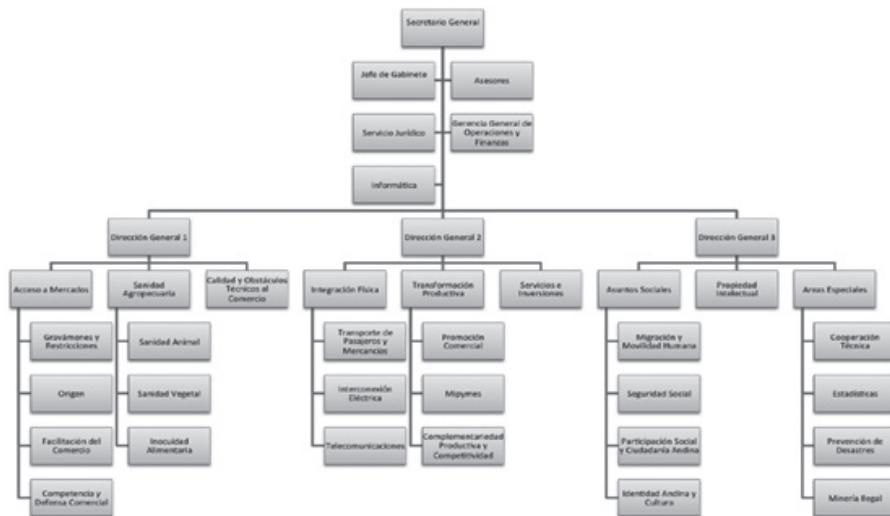 Secretario General
Jefe de Gabinete
Asesores
Servicio Jurídico
Gerencia General de
Operaciones y
Finanzas
Informática
Dirección General 1
Dirección General 2
Dirección General 3
Acceso a Mercados
Sanidad
Agropecuaria
Calidad y Obstáculos
Técnicos al
Comercio
Integración Física
Transformación
Productiva
Servicios e
Inversiones
Asuntos Sociales
Propiedad
Intelectual
Areas Especiales
Gravámenes y
Restricciones
Sanidad Animal
Transporte de
Pasajeros y
Mercancías
Promoción
Comercial
Migración y
Movilidad Humana
Cooperación
Técnica
Origen
Sanidad Vegetal
Interconexión
Eléctrica
Mipymes
Seguridad Social
Estadísticas
Facilitación del
Comercio
Inocuidad
Alimentaria
Telecomunicaciones
Complementariedad
Productiva y
Competitividad
Participación Social
y Ciudadanía Andina
Prevención de
Desastres
Competencia y
Defensa Comercial
Identidad Andina y
Cultura
Minería Ilegal